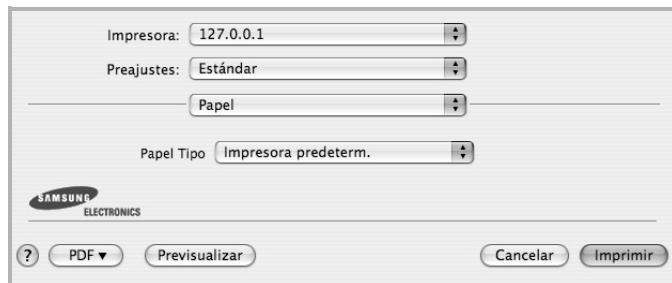 Impresora: 127.0.0.1
Preajustes: Estándar
Papel
Papel Tipo Impresora predeterm.
SAMSUNG
ELECTRONICS
? PDF▼ Previsualizar Cancelar Imprimir